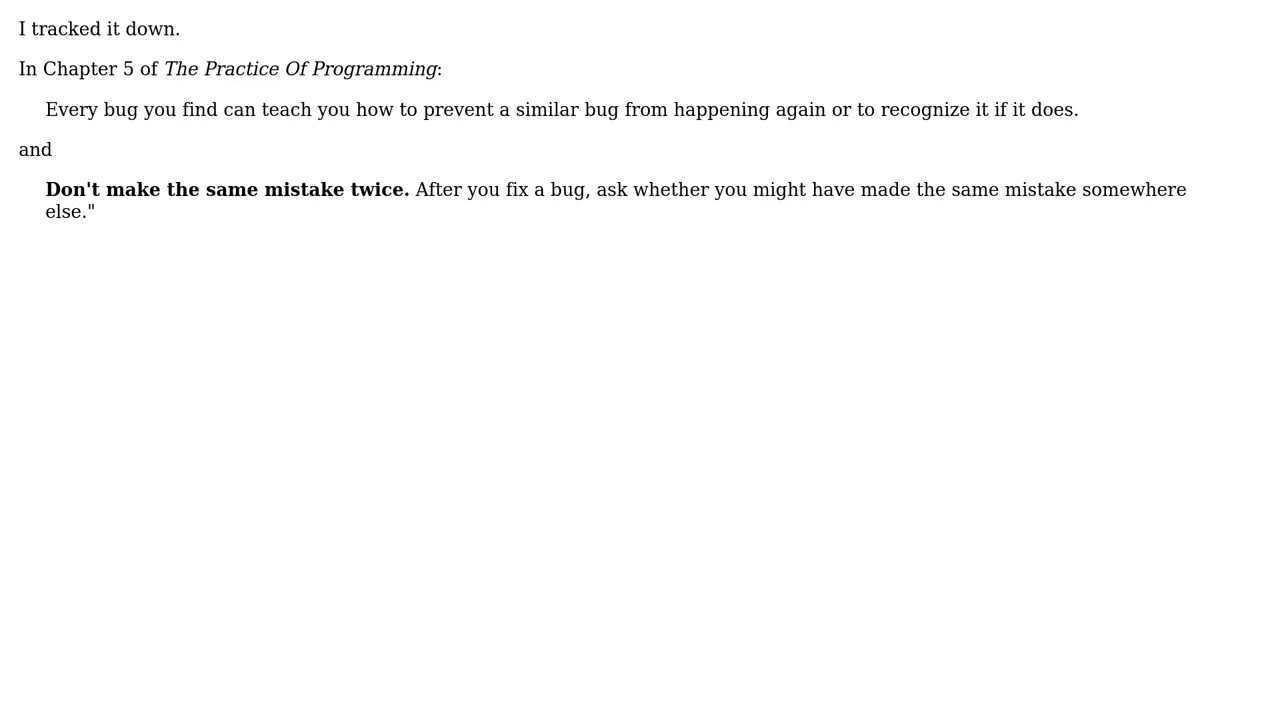 I tracked it down.
In Chapter 5 of The Practice Of Programming:
Every bug you find can teach you how to prevent a similar bug from happening again or to recognize it if it does.
and
Don't make the same mistake twice. After you fix a bug, ask whether you might have made the same mistake somewhere
else."